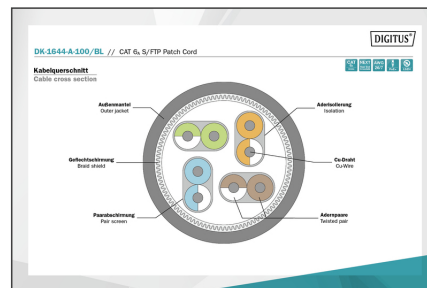 DIGITUS®
DK-1644-A-100/BL // CAT 6A S/FTP Patch Cord
Kabelquerschnitt
Cable cross section
Außenmantel
Outer jacket
Aderisolierung
Isolation
Geflechtschirmung
Braid shield
Cu-Draht
Cu-Wire
Paarabschirmung
Pair screen
Adernpaare
Twisted pair